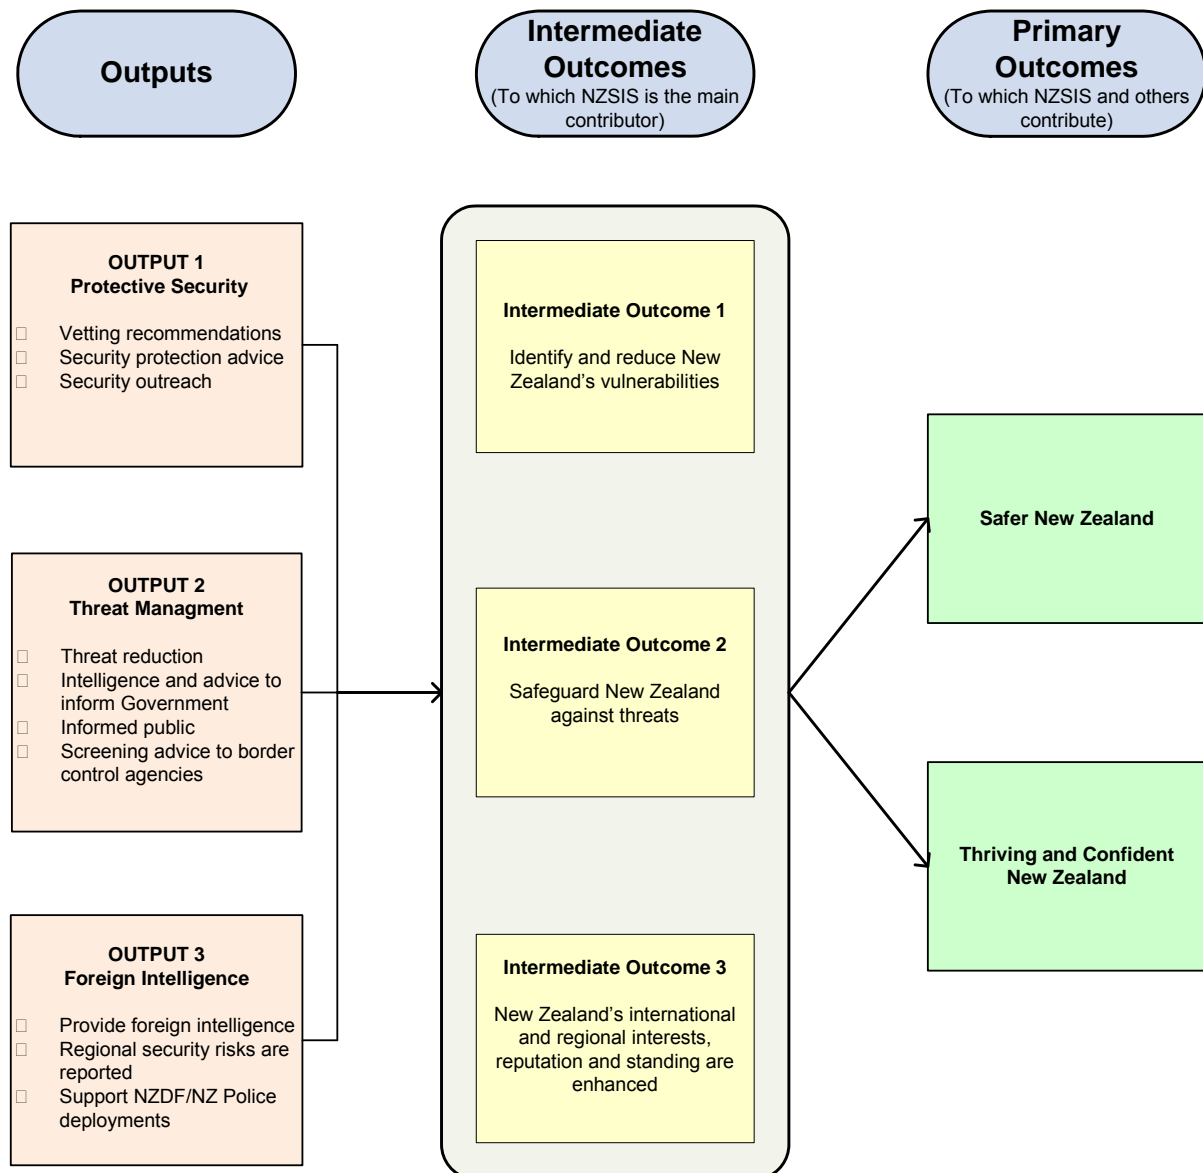 Outputs
Intermediate
Outcomes
(To which NZSIS is the main
contributor)
Primary
Outcomes
(To which NZSIS and others
contribute)
OUTPUT 1
Protective Security
Vetting recommendations
Security protection advice
Security outreach
OUTPUT 2
Threat Managment
Threat reduction
Intelligence and advice to
inform Government
Informed public
Screening advice to border
control agencies
OUTPUT 3
Foreign Intelligence
Provide foreign intelligence
Regional security risks are
reported
Support NZDF/NZ Police
deployments
Intermediate Outcome 1
Identify and reduce New
Zealand’s vulnerabilities
Intermediate Outcome 2
Safeguard New Zealand
against threats
Intermediate Outcome 3
New Zealand’s international
and regional interests,
reputation and standing are
enhanced
Safer New Zealand
Thriving and Confident
New Zealand